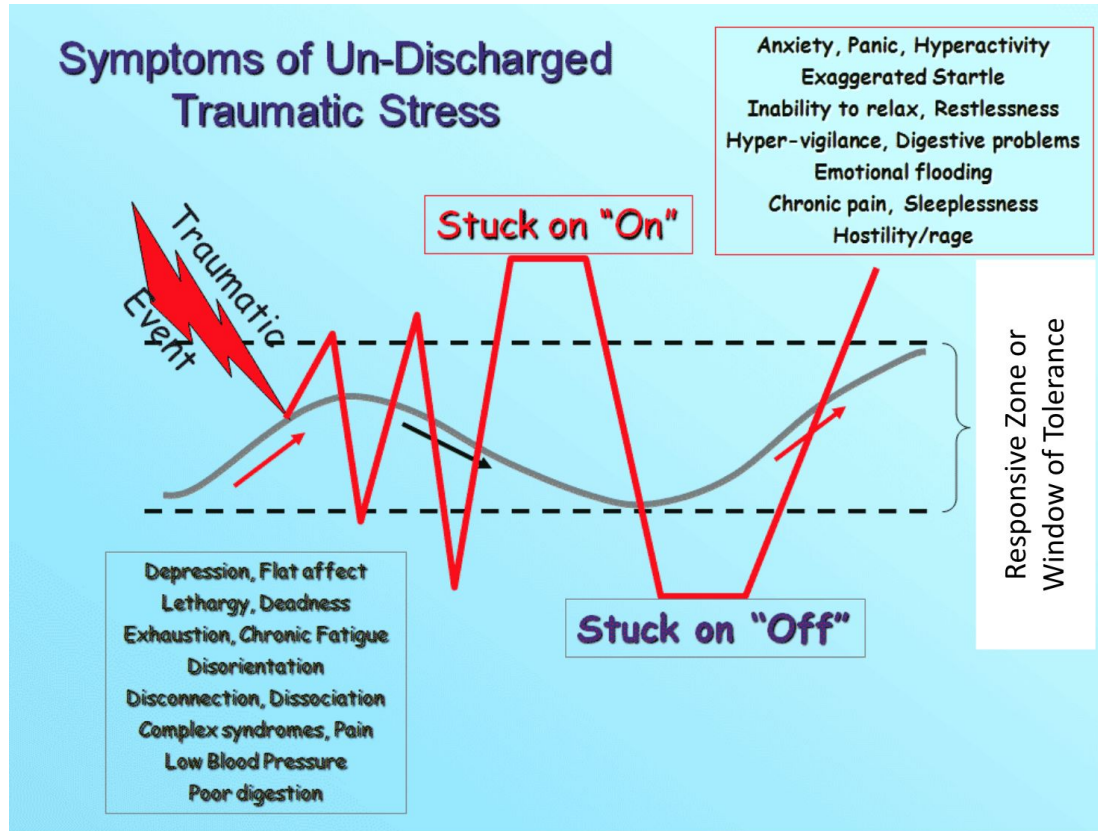 Symptoms of Un-Discharged
Traumatic Stress
Anxiety, Panic, Hyperactivity
Exaggerated Startle
Inability to relax, Restlessness
Hyper-vigilance, Digestive problems
Emotional flooding
Chronic pain, Sleeplessness
Hostility/rage
Traumatic
Event
Stuck on “On”
Responsive Zone or
Window of Tolerance
Stuck on “Off”
Depression, Flat affect
Lethargy, Deadness
Exhaustion, Chronic Fatigue
Disorientation
Disconnection, Dissociation
Complex syndromes, Pain
Low Blood Pressure
Poor digestion